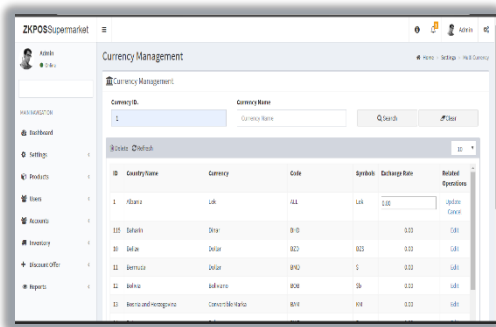 ZKPOSSupermarket
Admin
Admin
Online
Currency Management
Home > Settings > Multi Currency
Currency Management
Currency ID.
Currency Name
1
Currency Name
Search
Clear
MAIN NAVIGATION
Dashboard
Settings
Products
Users
Accounts
Inventory
Discount Offer
Reports
Delete Refresh
10
ID Country Name Currency Code Symbols Exchange Rate Related Operations
1 Albania Lek ALL Lek 0.00 Update Cancel
Bahrain Dinar 0.00 Edit
Dollar BZD BZ$ 0.00 Edit
11 Bermuda Dollar BMD $ 0.00 Edit
12 Bolivia Boliviano BOB $b 0.00 Edit
13 Bosnia and Herzegovina Convertible Marka BAM KM 0.00 Edit